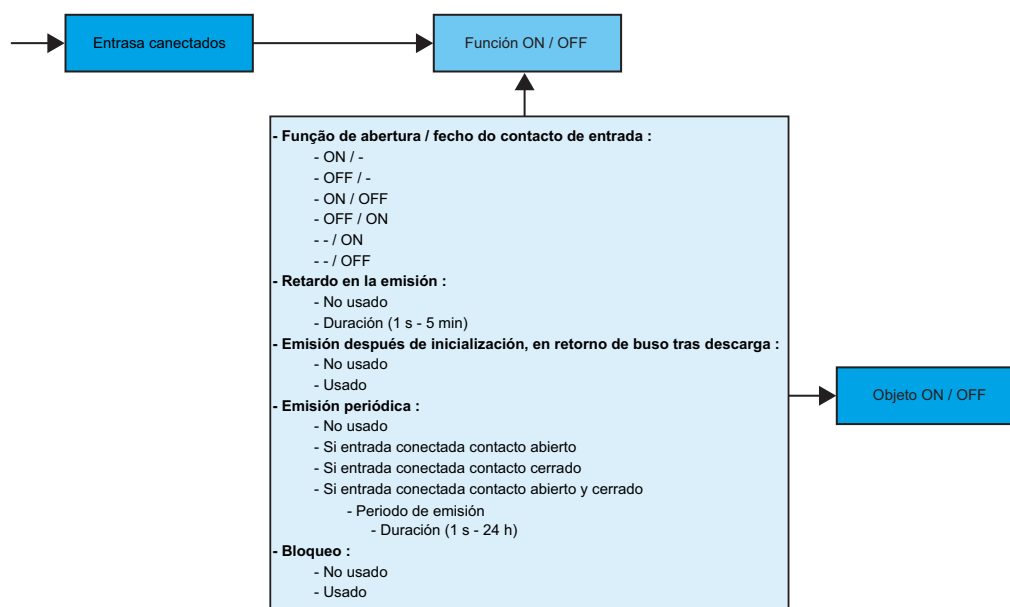 Entrasa canectados
Función ON / OFF
- Função de abertura / fecho do contacto de entrada :
- ON / -
- OFF / -
- ON / OFF
- OFF / ON
- - / ON
- - / OFF
- Retardo en la emisión :
- No usado
- Duración (1 s - 5 min)
- Emisión después de inicialización, en retorno de buso tras descarga :
- No usado
- Usado
- Emisión periódica :
- No usado
- Si entrada conectada contacto abierto
- Si entrada conectada contacto cerrado
- Si entrada conectada contacto abierto y cerrado
- Periodo de emisión
- Duración (1 s - 24 h)
- Bloqueo :
- No usado
- Usado
Objeto ON / OFF